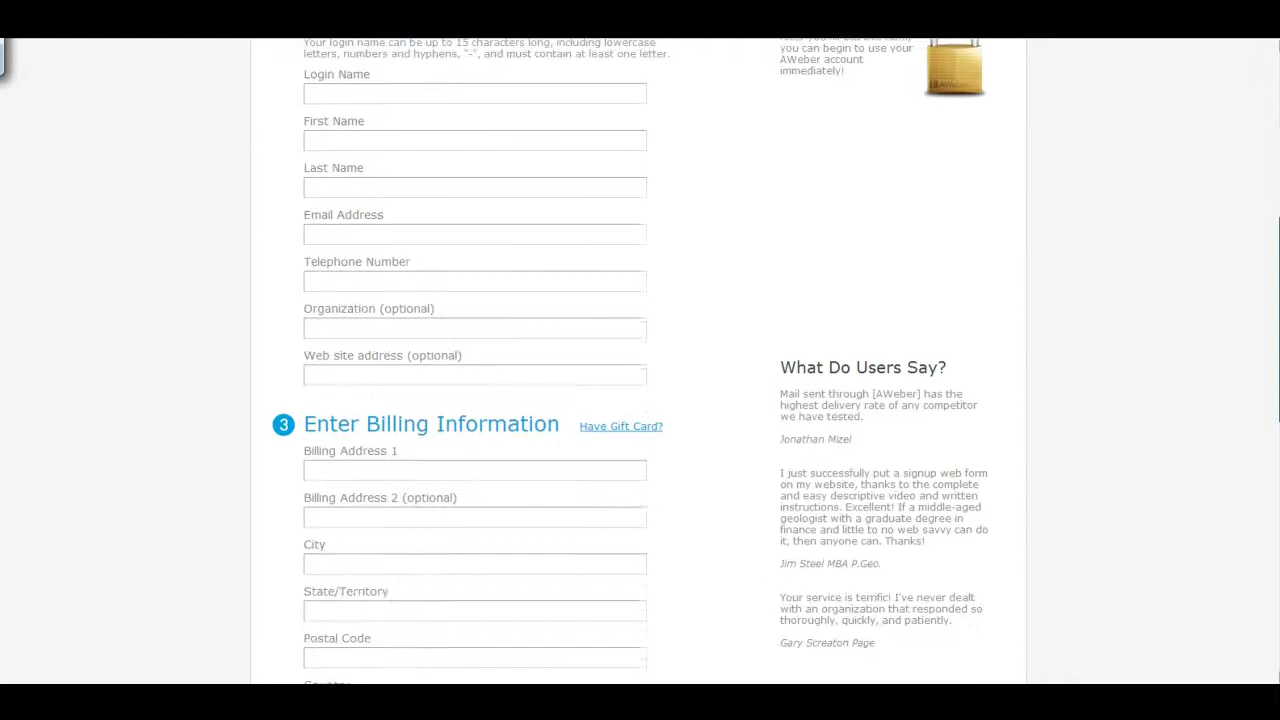 Your login name can be up to 15 characters long, including lowercase
letters, numbers and hyphens, "-", and must contain at least one letter.
Login Name
First Name
Last Name
Email Address
Telephone Number
Organization (optional)
Web site address (optional)
3 Enter Billing Information Have Gift Card?
Billing Address 1
Billing Address 2 (optional)
City
State/Territory
Postal Code
you can begin to use your
AWeber account
immediately!
What Do Users Say?
Mail sent through [AWeber] has the
highest delivery rate of any competitor
we have tested.
Jonathan Mizel
I just successfully put a signup web form
on my website, thanks to the complete
and easy descriptive video and written
instructions. Excellent! If a middle-aged
geologist with a graduate degree in
finance and little to no web savvy can do
it, then anyone can. Thanks!
Jim Steel MBA P.Geo.
Your service is terrific! I've never dealt
with an organization that responded so
thoroughly, quickly, and patiently.
Gary Screaton Page